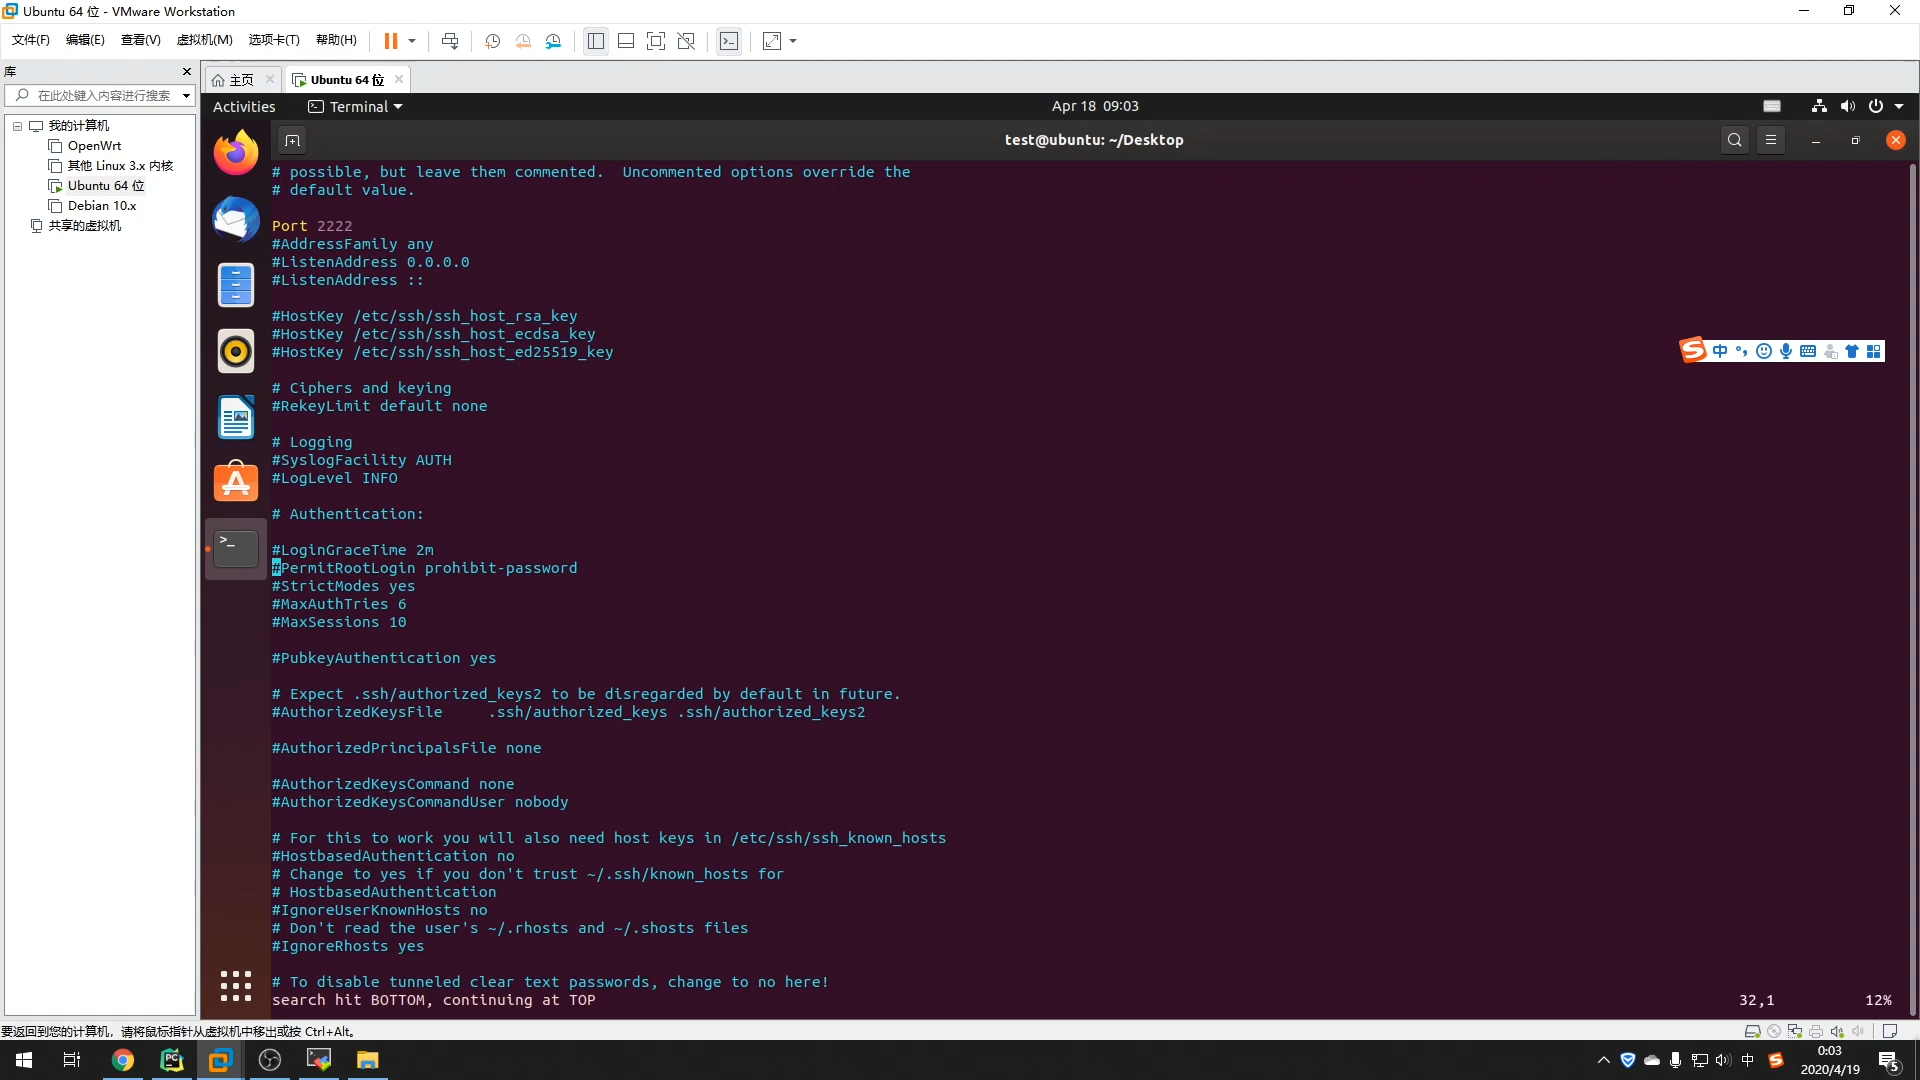 Ubuntu 64 位 - VMware Workstation
文件(F) 编辑(E) 查看(V) 虚拟机(M) 选项卡(T) 帮助(H)
库
主页
Ubuntu 64 位
在此处键入内容进行搜索
我的计算机
OpenWrt
其他 Linux 3.x 内核
Ubuntu 64 位
Debian 10.x
共享的虚拟机
Activities
Terminal
Apr 18 09:03
test@ubuntu: ~/Desktop
# possible, but leave them commented.  Uncommented options override the
# default value.
Port 2222
#AddressFamily any
#ListenAddress 0.0.0.0
#ListenAddress ::
#HostKey /etc/ssh/ssh_host_rsa_key
#HostKey /etc/ssh/ssh_host_ecdsa_key
#HostKey /etc/ssh/ssh_host_ed25519_key
中
# Ciphers and keying
#RekeyLimit default none
# Logging
#SyslogFacility AUTH
#LogLevel INFO
# Authentication:
#LoginGraceTime 2m
#PermitRootLogin prohibit-password
#StrictModes yes
#MaxAuthTries 6
#MaxSessions 10
#PubkeyAuthentication yes
# Expect .ssh/authorized_keys2 to be disregarded by default in future.
#AuthorizedKeysFile     .ssh/authorized_keys .ssh/authorized_keys2
#AuthorizedPrincipalsFile none
#AuthorizedKeysCommand none
#AuthorizedKeysCommandUser nobody
# For this to work you will also need host keys in /etc/ssh/ssh_known_hosts
#HostbasedAuthentication no
# Change to yes if you don't trust ~/.ssh/known_hosts for
# HostbasedAuthentication
#IgnoreUserKnownHosts no
# Don't read the user's ~/.rhosts and ~/.shosts files
#IgnoreRhosts yes
# To disable tunneled clear text passwords, change to no here!
search hit BOTTOM, continuing at TOP
32,1
12%
要返回到您的计算机，请将鼠标指针从虚拟机中移出或按 Ctrl+Alt。
中
0:03
2020/4/19
5